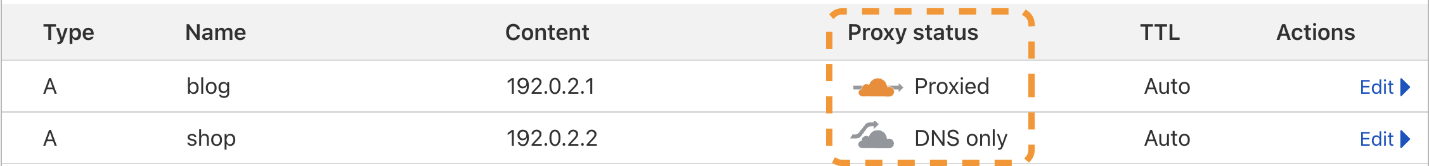 Type Name Content Proxy status TTL Actions
A blog 192.0.2.1 Proxied Auto Edit
A shop 192.0.2.2 DNS only Auto Edit